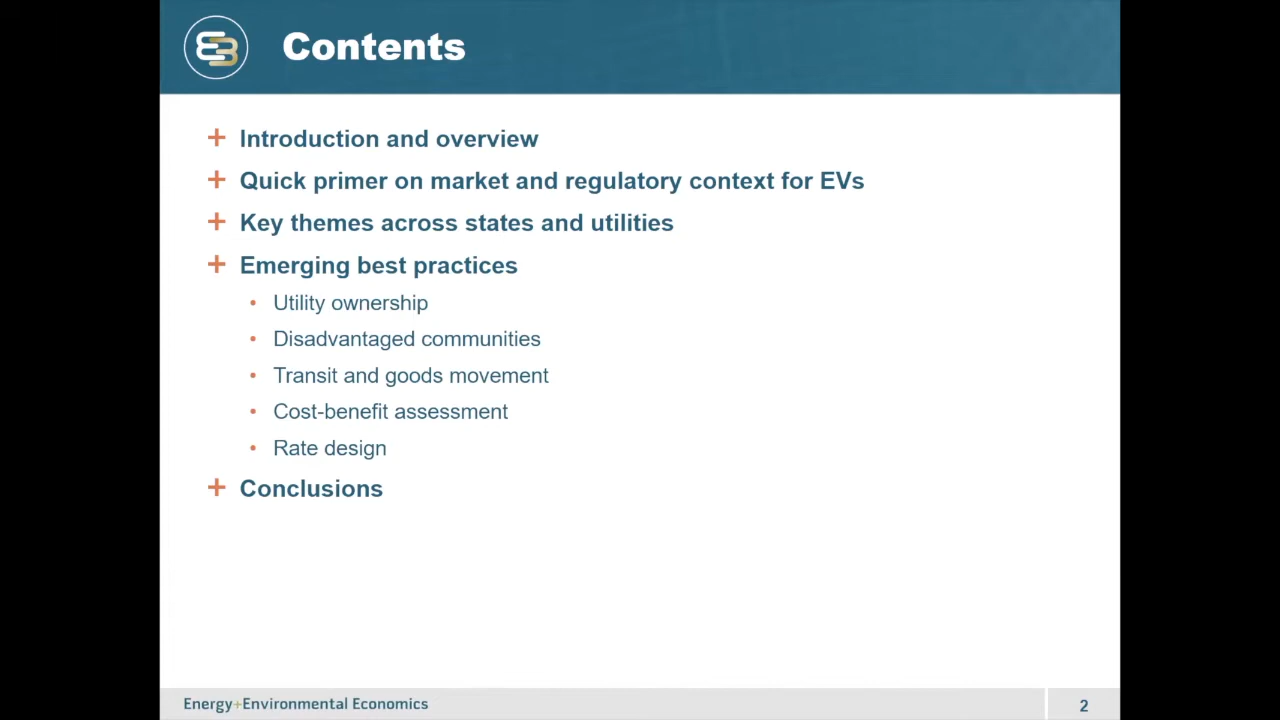 Contents
+ Introduction and overview
+ Quick primer on market and regulatory context for EVs
+ Key themes across states and utilities
+ Emerging best practices
• Utility ownership
• Disadvantaged communities
• Transit and goods movement
• Cost-benefit assessment
• Rate design
+ Conclusions
Energy+Environmental Economics
2